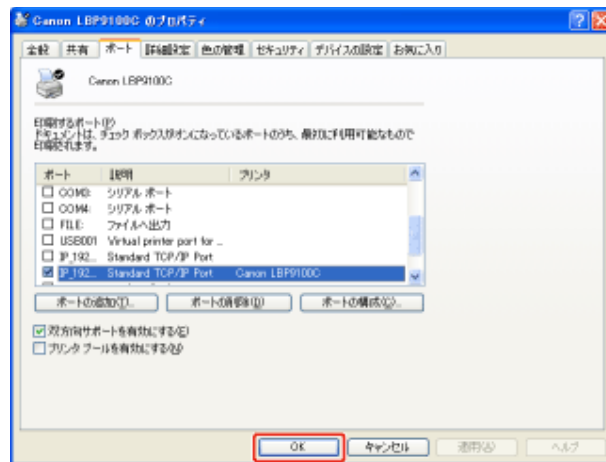 Canon LBP9100C のプロパティ
全般 共有 ポート 詳細設定 色の管理 セキュリティ デバイスの設定 お気に入り
Canon LBP9100C
印刷するポート(P)
ドキュメントは、チェック ボックスがオンになっているポートのうち、最初に利用可能なもので
印刷されます。
ポート 説明 プリンタ
COM3: シリアル ポート
COM4: シリアル ポート
FILE: ファイルへ出力
USB001 Virtual printer port for ...
IP_192... Standard TCP/IP Port
IP_192... Standard TCP/IP Port Canon LBP9100C
ポートの追加(T)... ポートの削除(D) ポートの構成(C)...
双方向サポートを有効にする(E)
プリンタ プールを有効にする(N)
OK キャンセル 適用(A) ヘルプ